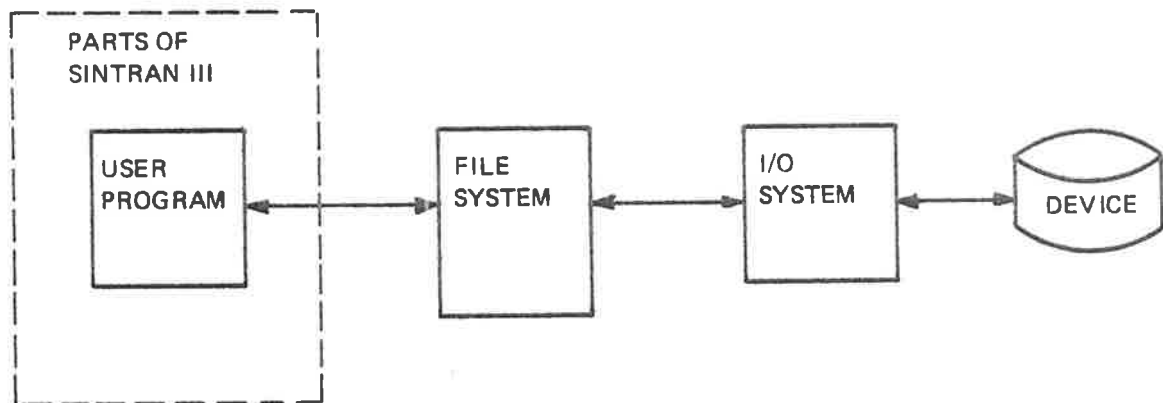 PARTS OF
SINTRAN III
USER
PROGRAM
FILE
SYSTEM
I/O
SYSTEM
DEVICE